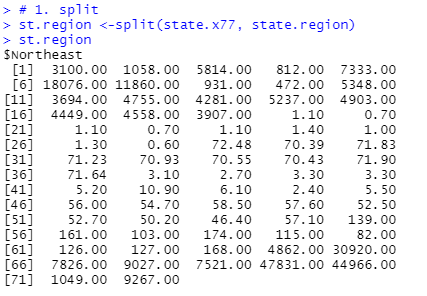 > # 1. split
> st.region <-split(state.x77, state.region)
> st.region
$Northeast
[1] 3100.00 1058.00 5814.00 812.00 7333.00
[6] 18076.00 11860.00 931.00 472.00 5348.00
[11] 3694.00 4755.00 4281.00 5237.00 4903.00
[16] 4449.00 4558.00 3907.00 1.10 0.70
[21] 1.10 0.70 1.10 1.40 1.00
[26] 1.30 0.60 72.48 70.39 71.83
[31] 71.23 70.93 70.55 70.43 71.90
[36] 71.64 3.10 2.70 3.30 3.30
[41] 5.20 10.90 6.10 2.40 5.50
[46] 56.00 54.70 58.50 57.60 52.50
[51] 52.70 50.20 46.40 57.10 139.00
[56] 161.00 103.00 174.00 115.00 82.00
[61] 126.00 127.00 168.00 4862.00 30920.00
[66] 7826.00 9027.00 7521.00 47831.00 44966.00
[71] 1049.00 9267.00